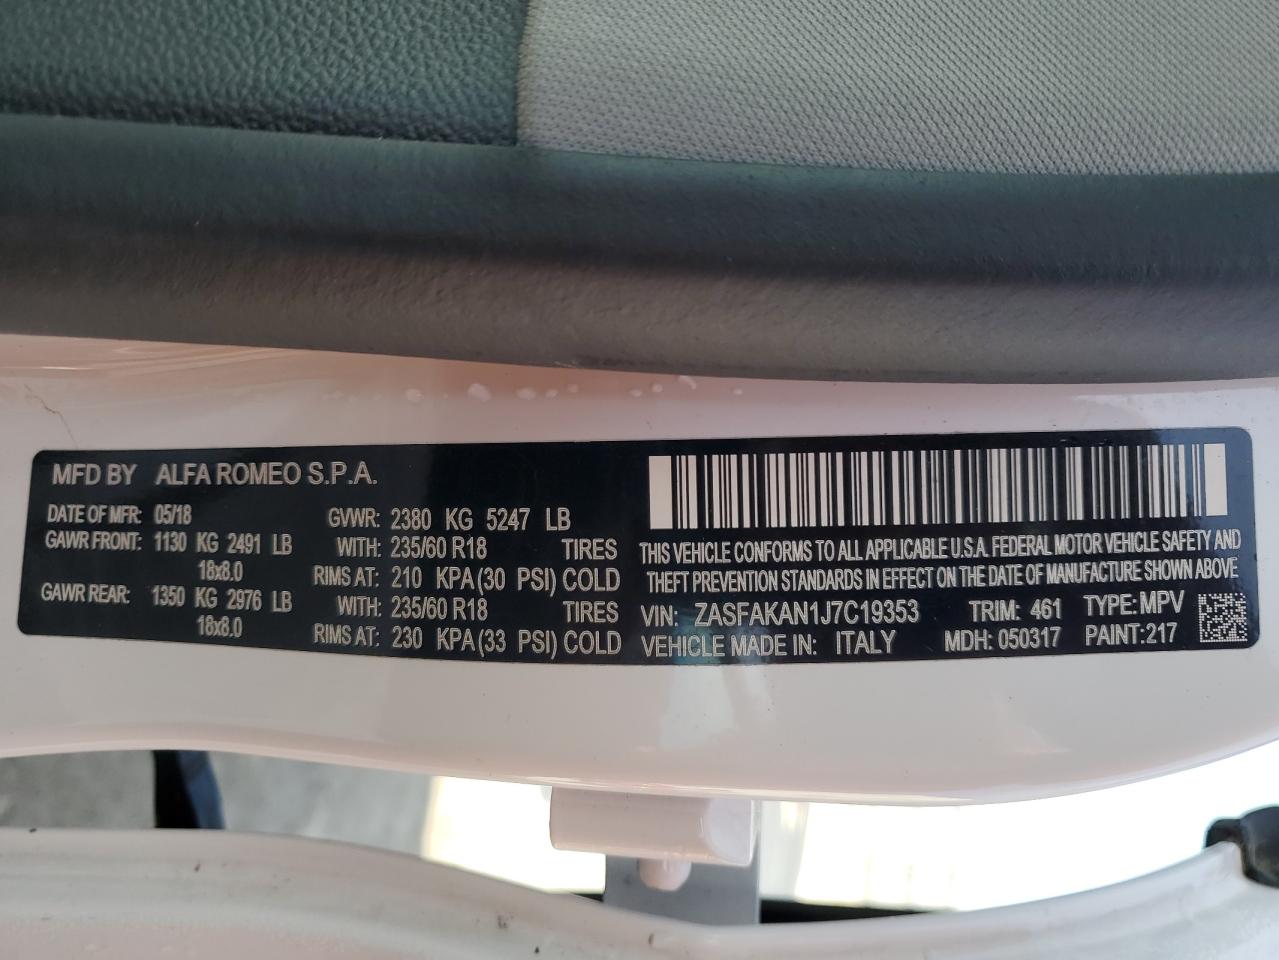 MFD BY ALFA ROMEO S.P.A.
DATE OF MFR: 05/18 GVWR: 2380 KG 5247 LB
GAWR FRONT: 1130 KG 2491 LB WITH: 235/60 R18 TIRES
18x8.0 RIMS AT: 210 KPA (30 PSI) COLD
GAWR REAR: 1350 KG 2976 LB WITH: 235/60 R18 TIRES
18x8.0 RIMS AT: 230 KPA (33 PSI) COLD
THIS VEHICLE CONFORMS TO ALL APPLICABLE U.S.A. FEDERAL MOTOR VEHICLE SAFETY AND
THEFT PREVENTION STANDARDS IN EFFECT ON THE DATE OF MANUFACTURE SHOWN ABOVE
VIN: ZASFAKAN1J7C19353 TRIM: 461 TYPE: MPV
VEHICLE MADE IN: ITALY MDH: 050317 PAINT: 217